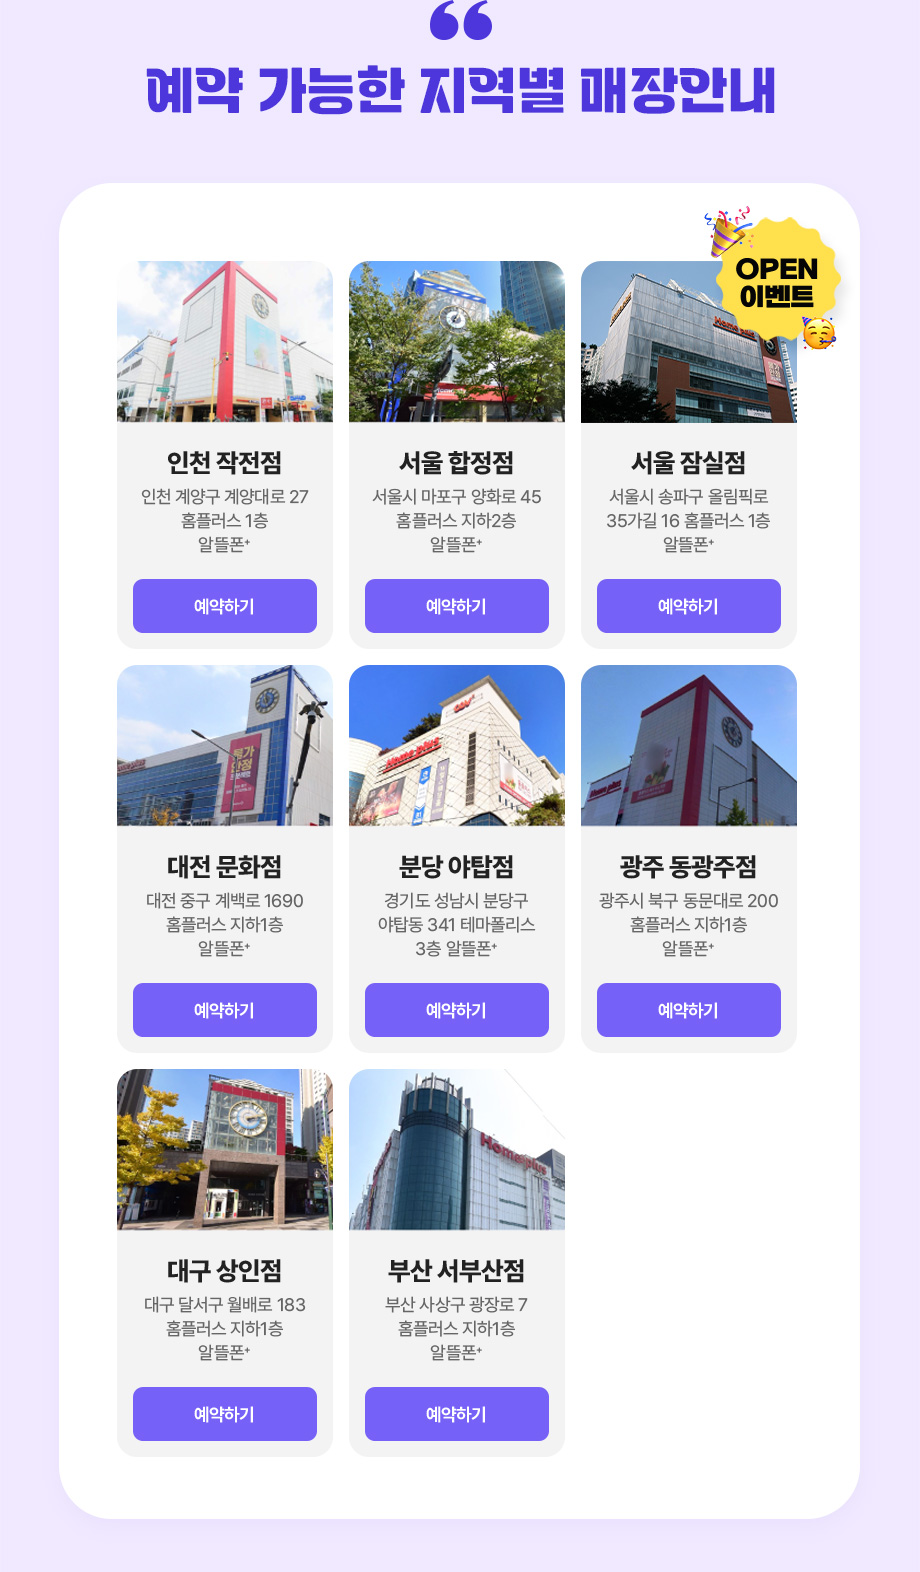 예약 가능한 지역별 매장안내
OPEN
이벤트
Home plus
인천 작전점
인천 계양구 계양대로 27
홈플러스 1층
알뜰폰+
예약하기
서울 합정점
서울시 마포구 양화로 45
홈플러스 지하2층
알뜰폰+
예약하기
서울 잠실점
서울시 송파구 올림픽로
35가길 16 홈플러스 1층
알뜰폰+
예약하기
물가
안정
Home plus
Home plus
대전 문화점
대전 중구 계백로 1690
홈플러스 지하1층
알뜰폰+
예약하기
분당 야탑점
경기도 성남시 분당구
야탑동 341 테마폴리스
3층 알뜰폰+
예약하기
광주 동광주점
광주시 북구 동문대로 200
홈플러스 지하1층
알뜰폰+
예약하기
Home plus
대구 상인점
대구 달서구 월배로 183
홈플러스 지하1층
알뜰폰+
예약하기
부산 서부산점
부산 사상구 광장로 7
홈플러스 지하1층
알뜰폰+
예약하기